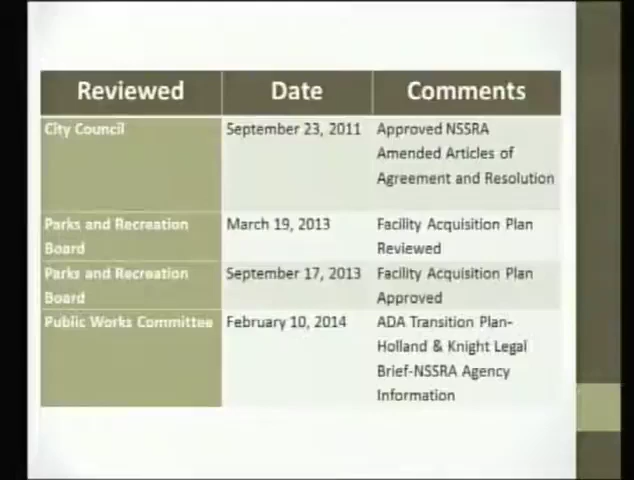 Reviewed Date Comments
City Council September 23, 2011 Approved NSSRA
Amended Articles of
Agreement and Resolution
Parks and Recreation March 19, 2013 Facility Acquisition Plan
Board Reviewed
Parks and Recreation September 17, 2013 Facility Acquisition Plan
Board Approved
Public Works Committee February 10, 2014 ADA Transition Plan-
Holland & Knight Legal
Brief-NSSRA Agency
Information